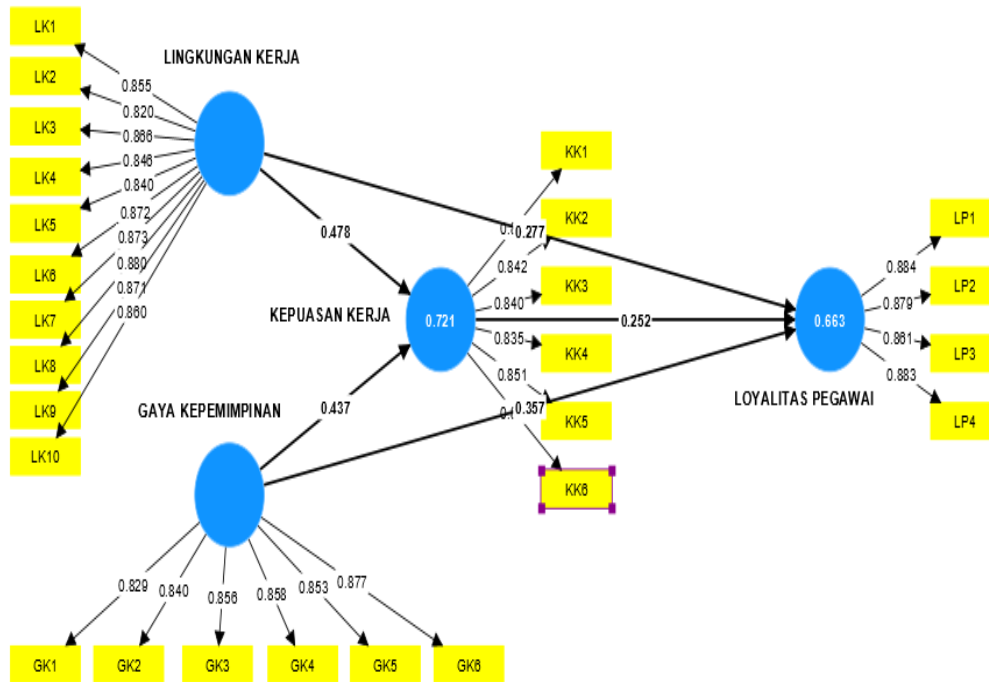 LK1
LK2
LK3
LK4
LK5
LK6
LK7
LK8
LK9
LK10
0.855
0.820
0.866
0.846
0.840
0.872
0.873
0.880
0.871
0.860
LINGKUNGAN KERJA
0.478
0.277
KEPUASAN KERJA
0.721
0.252
GAYA KEPEMIMPINAN
0.437
0.357
KK1
KK2
KK3
KK4
KK5
KK6
0.842
0.840
0.835
0.851
0.663
LOYALITAS PEGAWAI
0.884
0.879
0.861
0.883
LP1
LP2
LP3
LP4
0.829
0.840
0.856
0.858
0.853
0.877
GK1
GK2
GK3
GK4
GK5
GK6